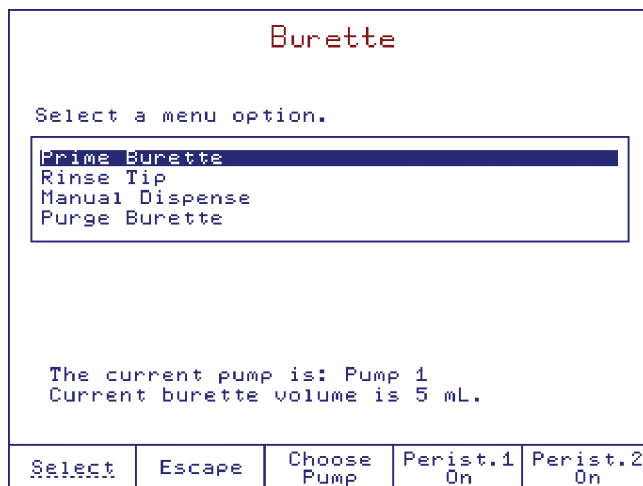 Burette
Select a menu option.
Prime Burette
Rinse Tip
Manual Dispense
Purge Burette
The current pump is: Pump 1
Current burette volume is 5 mL.
Select
Escape
Choose
Pump
Perist.1
On
Perist.2
On